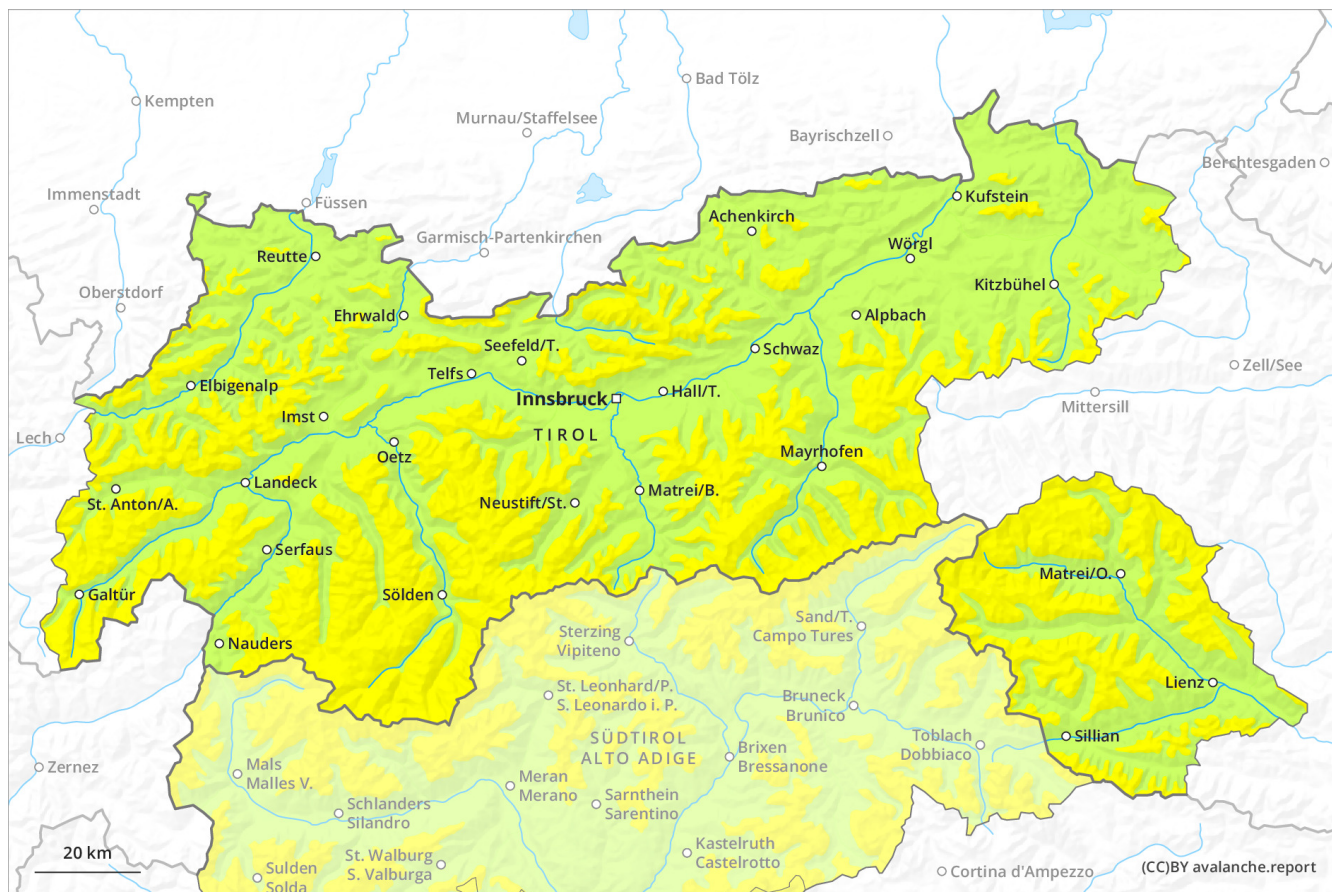 Bad Tölz
Kempten
Murnau/Staffelsee
Bayrischzell
Berchtesgaden
Immenstadt
Füssen
Kufstein
Achenkirch
Garmisch-Partenkirchen
Wörgl
Reutte
Kitzbühel
Oberstdorf
Ehrwald
Alpbach
Seefeld/T.
Schwaz
Zell/See
Telfs
Elbigenalp
Hall/T.
Innsbruck
Mittersill
Imst
TIROL
Lech
Oetz
Mayrhofen
Landeck
Matrei/B.
St. Anton/A.
Neustift/St.
Serfaus
Matrei/O.
Galtür
Sölden
Sand/T.
Campo Tures
Sterzing
Vipiteno
Nauders
Lienz
St. Leonhard/P.
S. Leonardo i. P.
Bruneck
Brunico
SÜDTIROL
ALTO ADIGE
Toblach
Dobbiaco
Sillian
Brixen
Bressanone
Zernez
Mals
Malles V.
Meran
Merano
Sarnthein
Sarentino
Schlanders
Silandro
Kastelruth
Castelrotto
20 km
St. Walburg
S. Valburga
Sulden
Solda
Cortina d'Ampezzo
(CC)BY avalanche.report